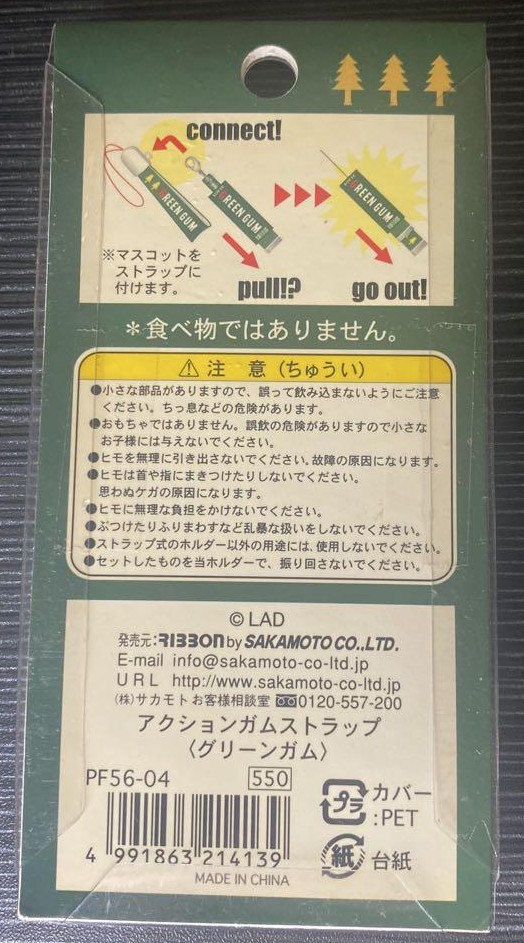 connect!
GREEN GUM
GREEN GUM
GREEN GUM
※マスコットを
ストラップに
付けます。
pull!?
go out!
＊食べ物ではありません。
⚠ 注 意（ちゅうい）
●小さな部品がありますので、誤って飲み込まないようにご注意
ください。ちっ息などの危険があります。
●おもちゃではありません。誤飲の危険がありますので小さな
お子様には与えないでください。
●ヒモを無理に引き出さないでください。故障の原因になります。
●ヒモは首や指にまきつけたりしないでください。
思わぬケガの原因になります。
●ヒモに無理な負担をかけないでください。
●ぶつけたりふりまわすなど乱暴な扱いをしないでください。
●ストラップ式のホルダー以外の用途には、使用しないでください。
●セットしたものを当ホルダーで、振り回さないでください。
© LAD
発売元:RIBBON by SAKAMOTO CO.,LTD.
E-mail info@sakamoto-co-ltd.jp
URL http://www.sakamoto-co-ltd.jp
(株)サカモトお客様相談室 0120-557-200
アクションガムストラップ
〈グリーンガム〉
PF56-04 550
プラ カバー
:PET
紙 台紙
4 991863 214139
MADE IN CHINA